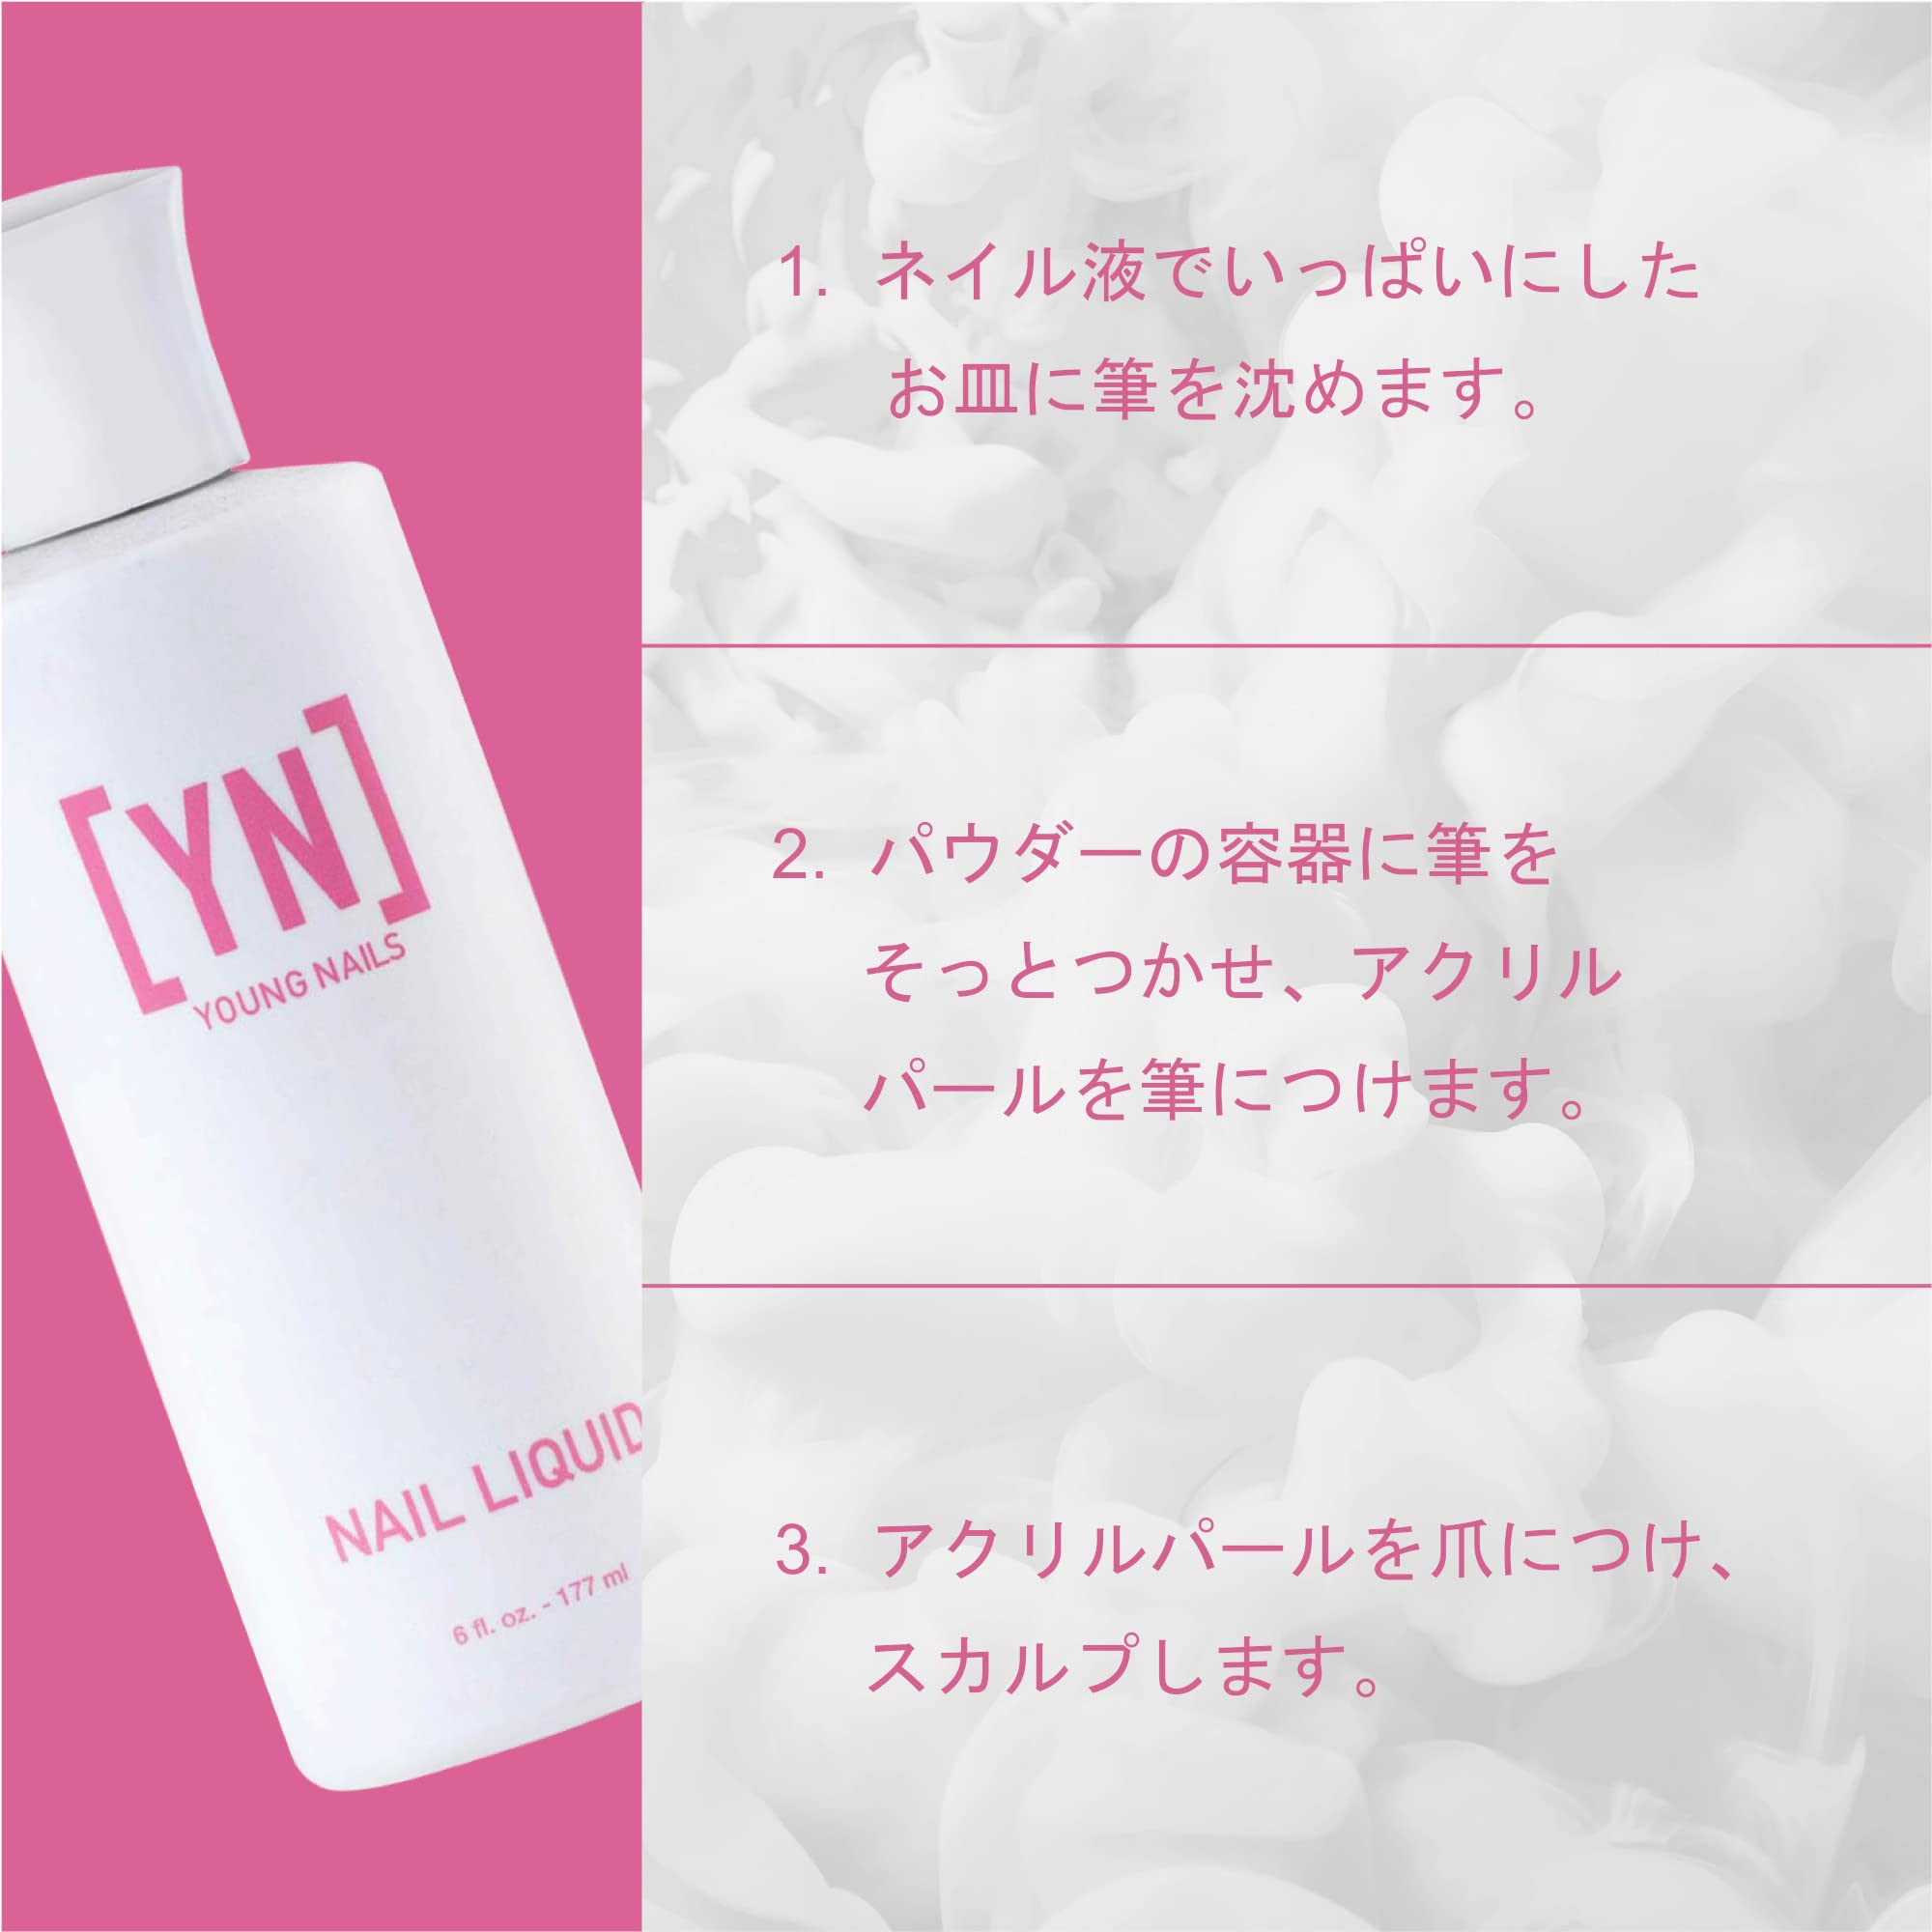 [YN]
YOUNG NAILS
NAIL LIQUID
6 fl. oz. - 177 ml
1. ネイル液でいっぱいにした
お皿に筆を沈めます。
2. パウダーの容器に筆を
そっとつかせ、アクリル
パールを筆につけます。
3. アクリルパールを爪につけ、
スカルプします。